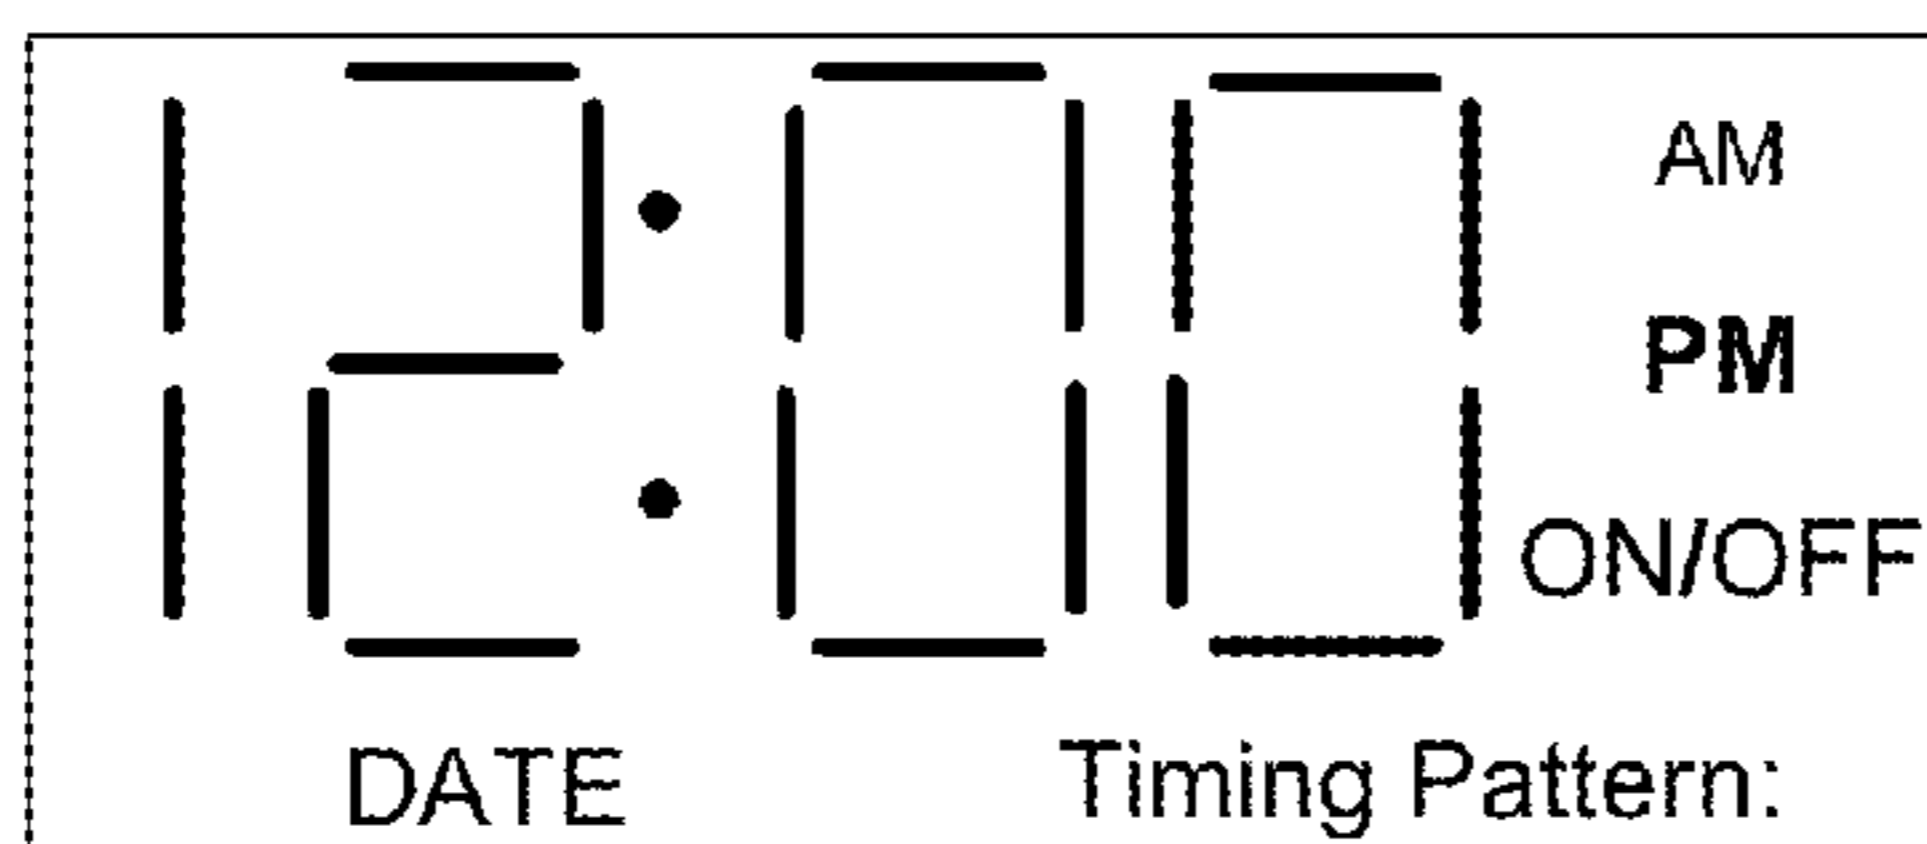 12:00
AM
PM
ON/OFF
DATE
Timing Pattern: